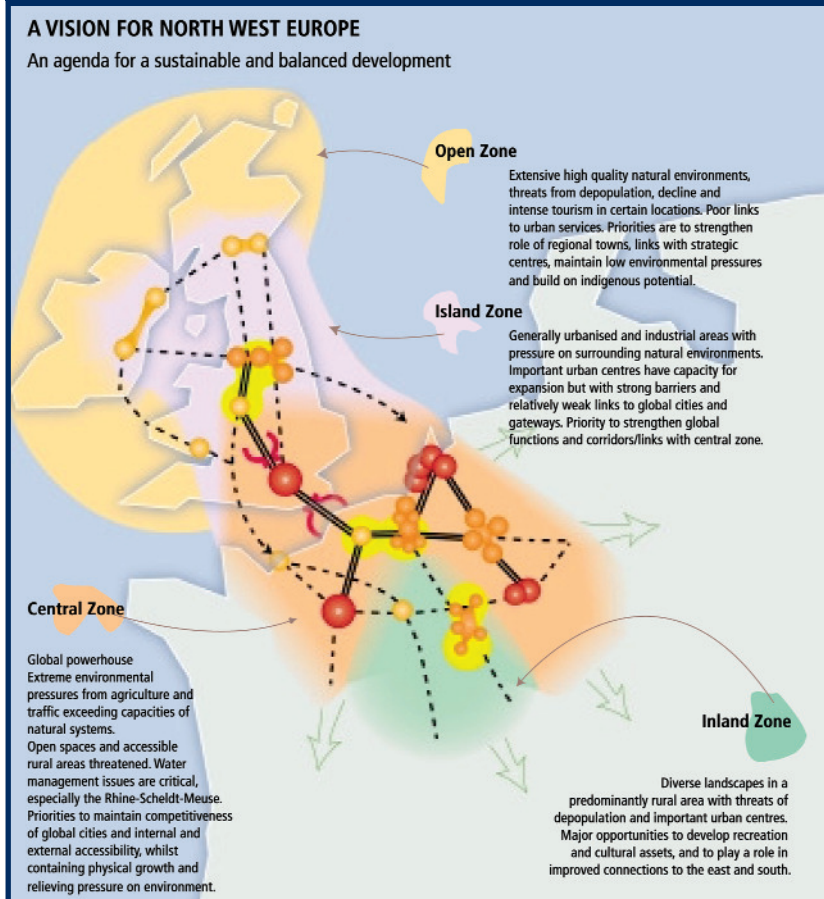 A VISION FOR NORTH WEST EUROPE
An agenda for a sustainable and balanced development
Open Zone
Extensive high quality natural environments,
threats from depopulation, decline and
intense tourism in certain locations. Poor links
to urban services. Priorities are to strengthen
role of regional towns, links with strategic
centres, maintain low environmental pressures
and build on indigenous potential.
Island Zone
Generally urbanised and industrial areas with
pressure on surrounding natural environments.
Important urban centres have capacity for
expansion but with strong barriers and
relatively weak links to global cities and
gateways. Priority to strengthen global
functions and corridors/links with central zone.
Central Zone
Global powerhouse
Extreme environmental
pressures from agriculture and
traffic exceeding capacities of
natural systems.
Open spaces and accessible
rural areas threatened. Water
management issues are critical,
especially the Rhine-Scheldt-Meuse.
Priorities to maintain competitiveness
of global cities and internal and
external accessibility, whilst
containing physical growth and
relieving pressure on environment.
Inland Zone
Diverse landscapes in a
predominantly rural area with threats of
depopulation and important urban centres.
Major opportunities to develop recreation
and cultural assets, and to play a role in
improved connections to the east and south.